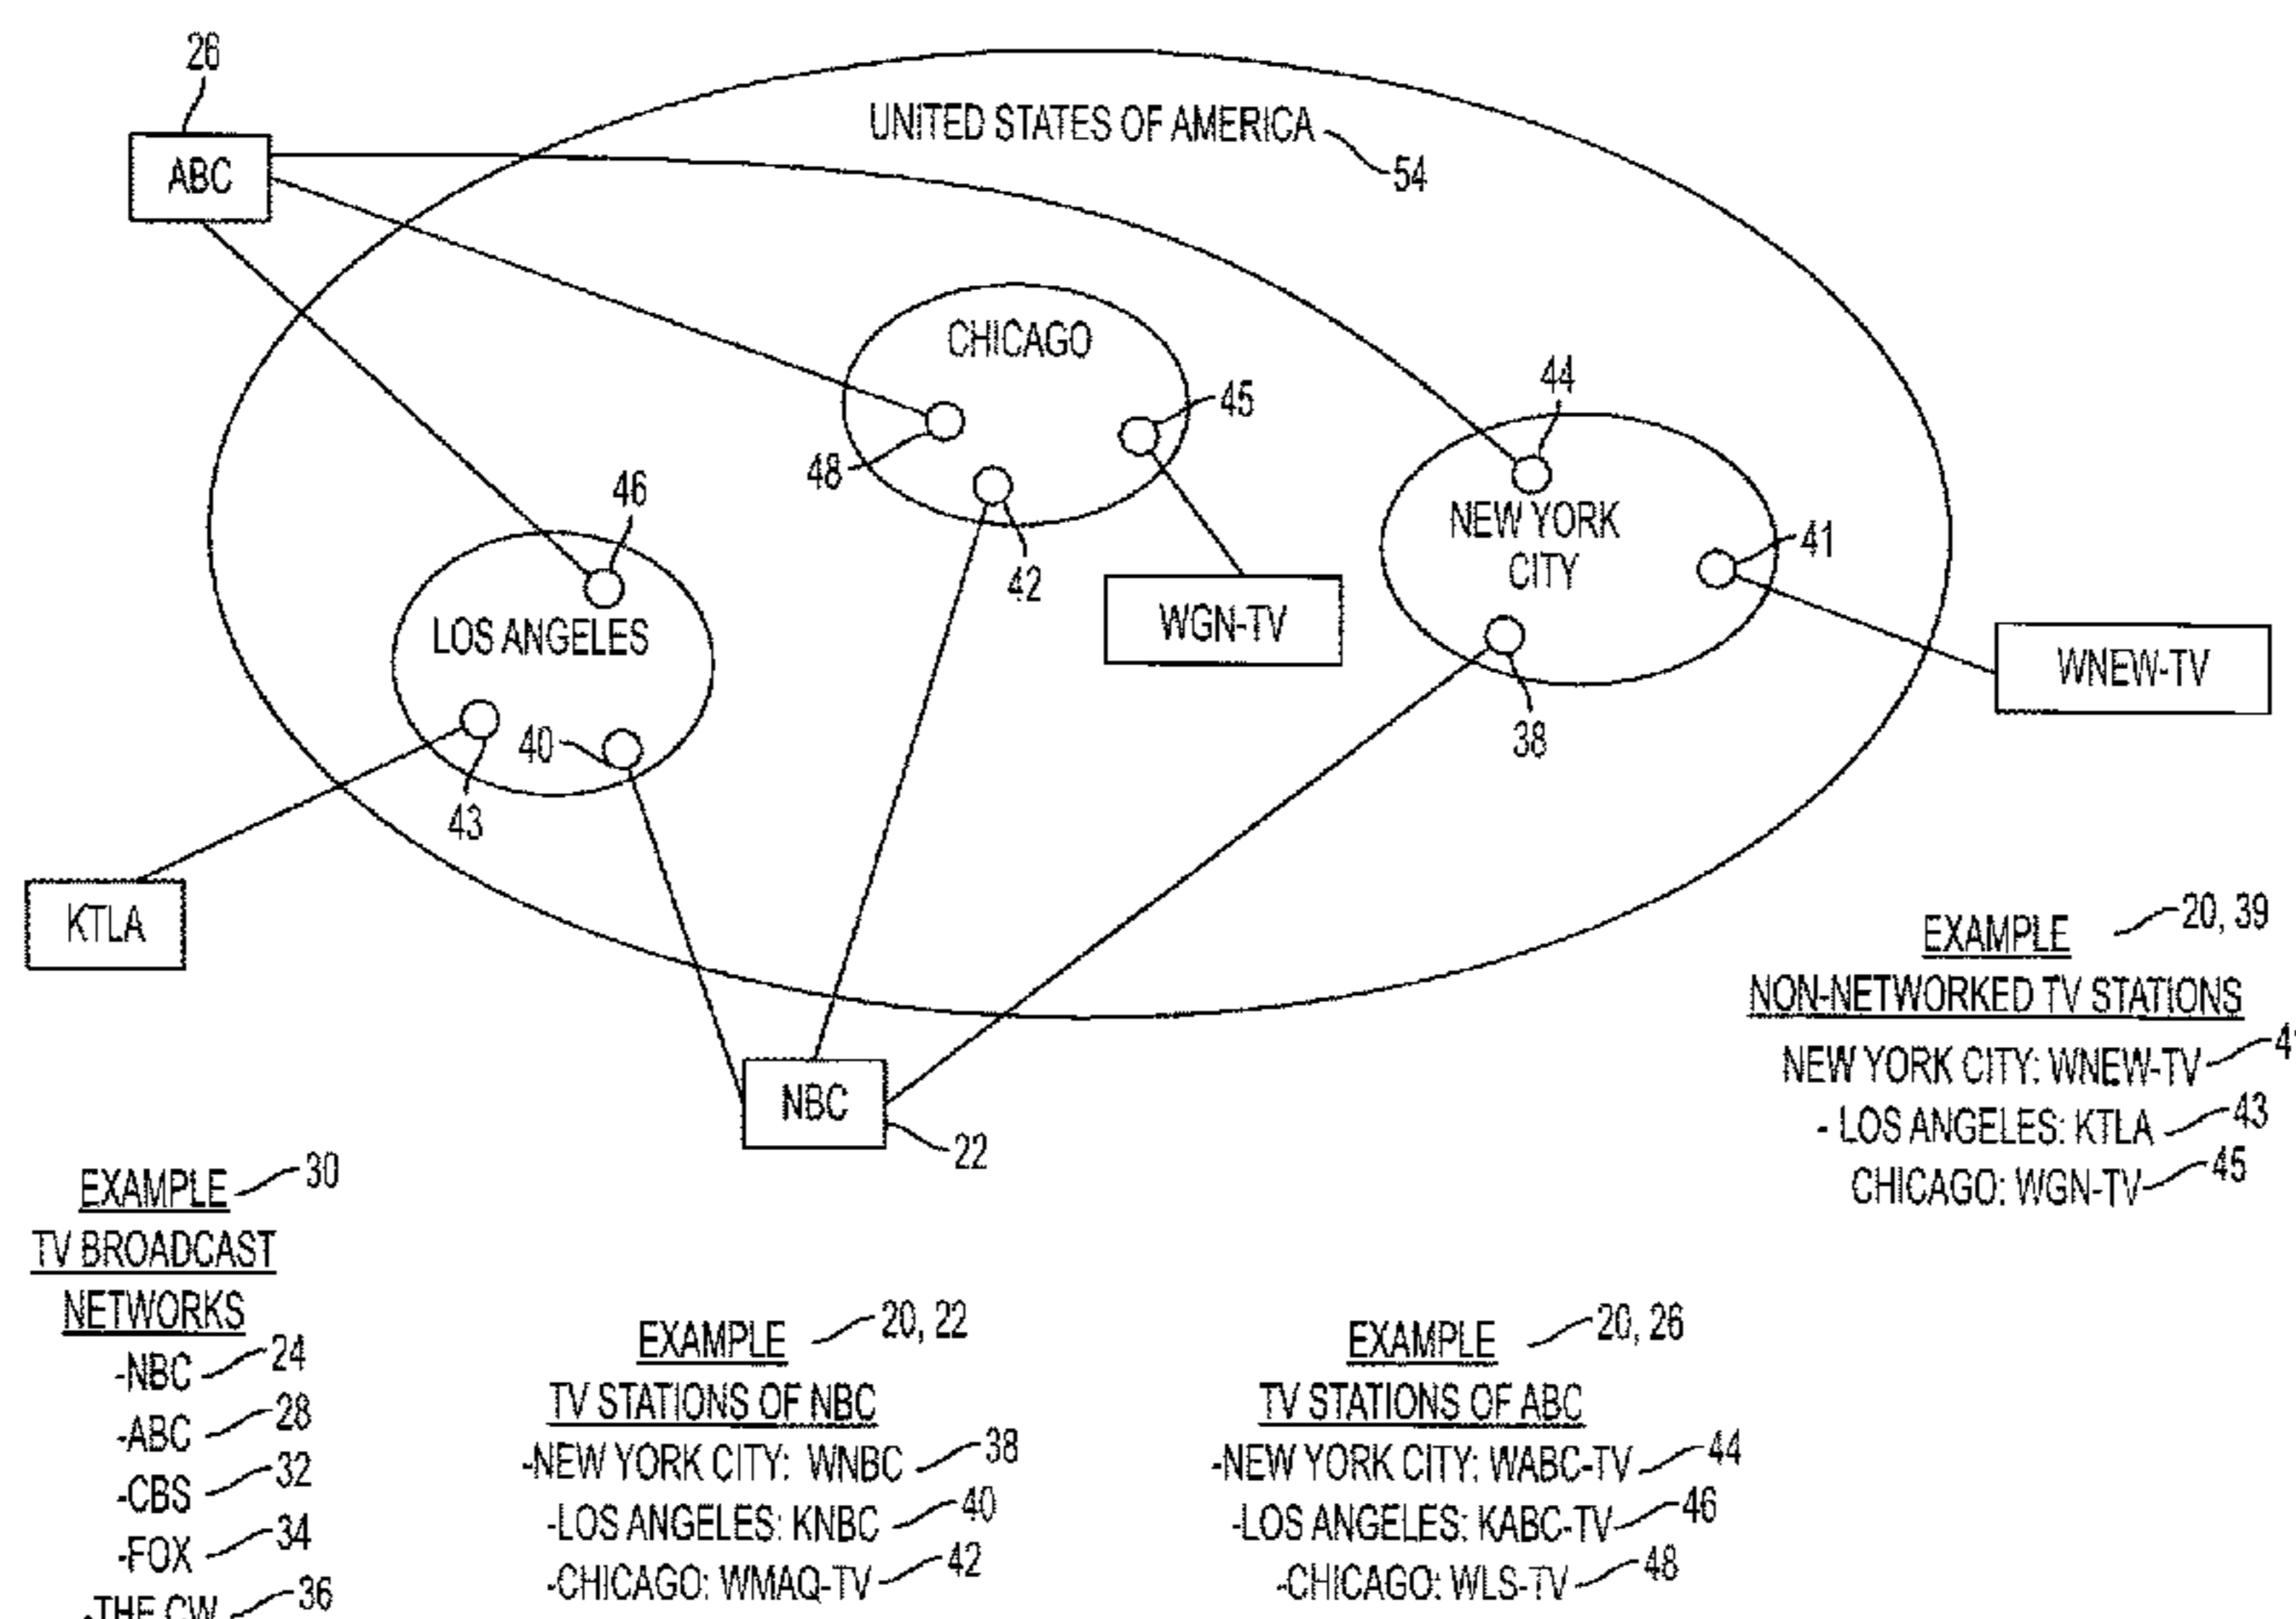 26
ABC
UNITED STATES OF AMERICA
54
CHICAGO
48
45
42
WGN-TV
44
NEW YORK
CITY
41
38
WNEW-TV
46
LOS ANGELES
43
40
KTLA
NBC
22
EXAMPLE 20, 39
NON-NETWORKED TV STATIONS
NEW YORK CITY: WNEW-TV
- LOS ANGELES: KTLA 43
CHICAGO: WGN-TV 45
EXAMPLE 30
TV BROADCAST
NETWORKS
-NBC 24
-ABC 28
-CBS 32
-FOX 34
-THE CW 36
EXAMPLE 20, 22
TV STATIONS OF NBC
-NEW YORK CITY: WNBC 38
-LOS ANGELES: KNBC 40
-CHICAGO: WMAQ-TV 42
EXAMPLE 20, 26
TV STATIONS OF ABC
-NEW YORK CITY: WABC-TV 44
-LOS ANGELES: KABC-TV 46
-CHICAGO: WLS-TV 48